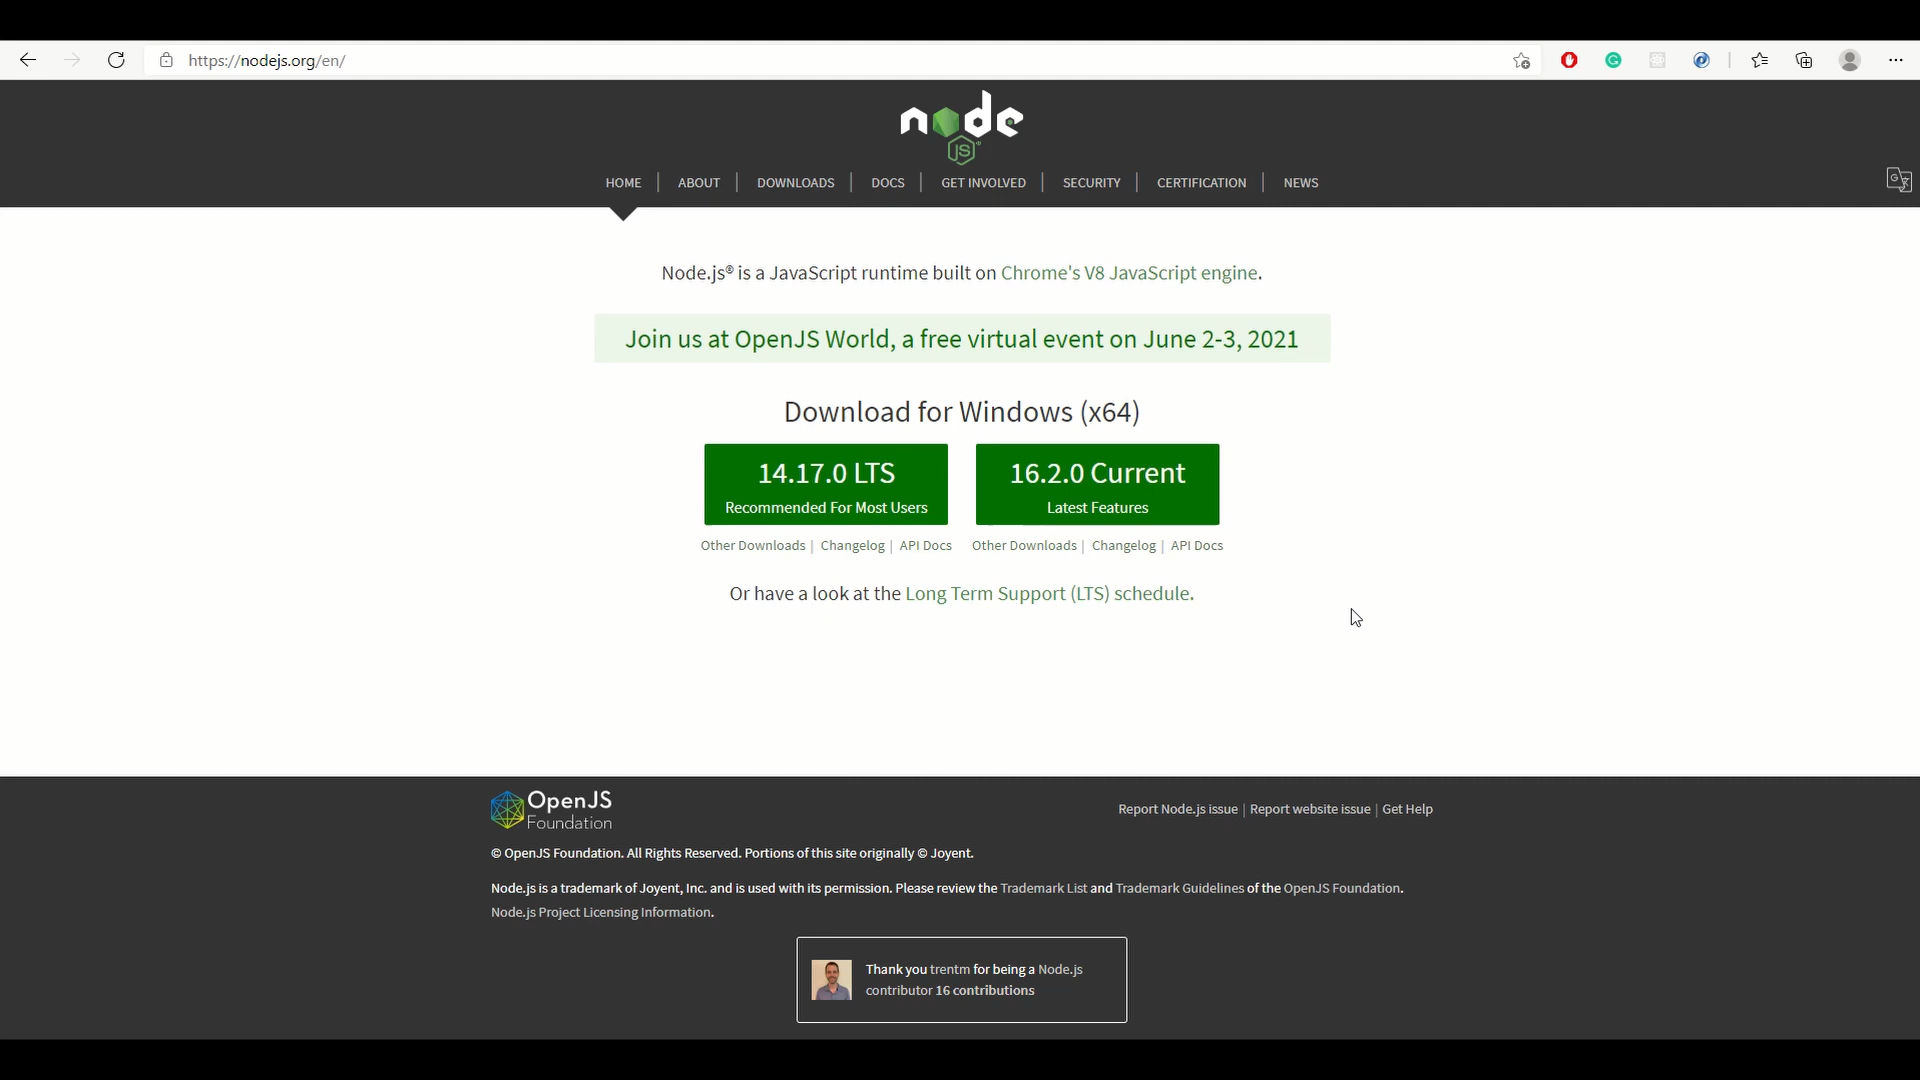 https://nodejs.org/en/
node
JS
HOME | ABOUT | DOWNLOADS | DOCS | GET INVOLVED | SECURITY | CERTIFICATION | NEWS
Node.js® is a JavaScript runtime built on Chrome's V8 JavaScript engine.
Join us at OpenJS World, a free virtual event on June 2-3, 2021
Download for Windows (x64)
14.17.0 LTS
Recommended For Most Users
16.2.0 Current
Latest Features
Other Downloads | Changelog | API Docs
Other Downloads | Changelog | API Docs
Or have a look at the Long Term Support (LTS) schedule.
OpenJS
Foundation
Report Node.js issue | Report website issue | Get Help
© OpenJS Foundation. All Rights Reserved. Portions of this site originally © Joyent.
Node.js is a trademark of Joyent, Inc. and is used with its permission. Please review the Trademark List and Trademark Guidelines of the OpenJS Foundation.
Node.js Project Licensing Information.
Thank you trentm for being a Node.js
contributor 16 contributions